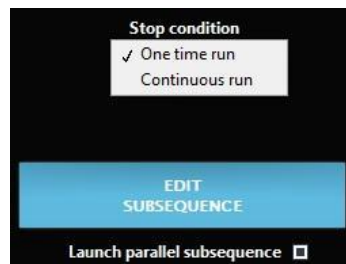 Stop condition
✓ One time run
Continuous run
EDIT
SUBSEQUENCE
Launch parallel subsequence